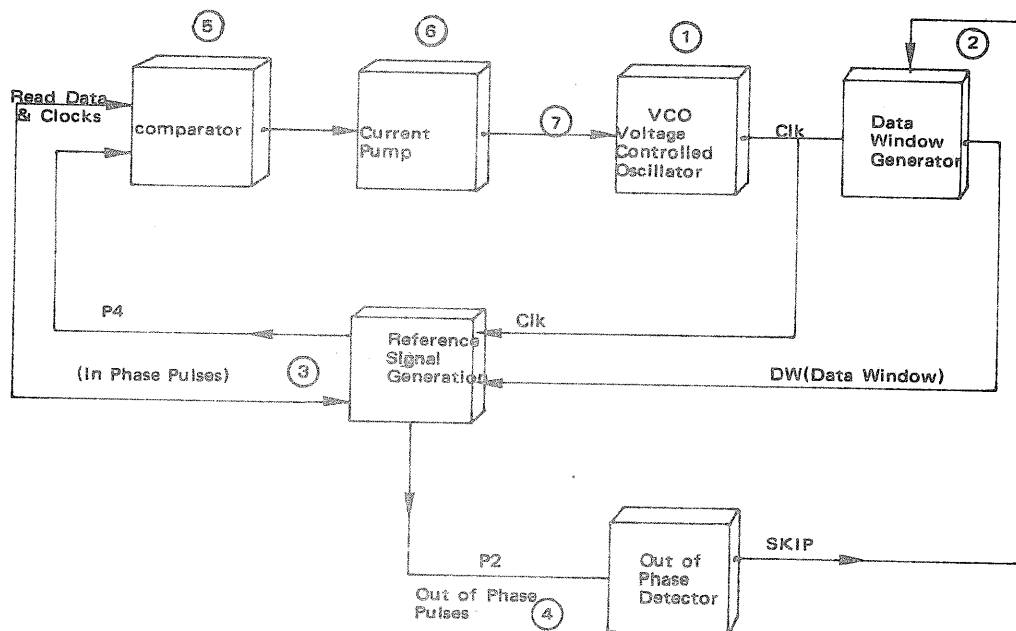 5
6
1
2
Read Data
& Clocks
comparator
Current
Pump
7
VCO
Voltage
Controlled
Oscillator
Clk
Data
Window
Generator
P4
Clk
Reference
Signal
Generation
(In Phase Pulses)
3
DW(Data Window)
P2
Out of Phase
Pulses
4
Out of
Phase
Detector
SKIP